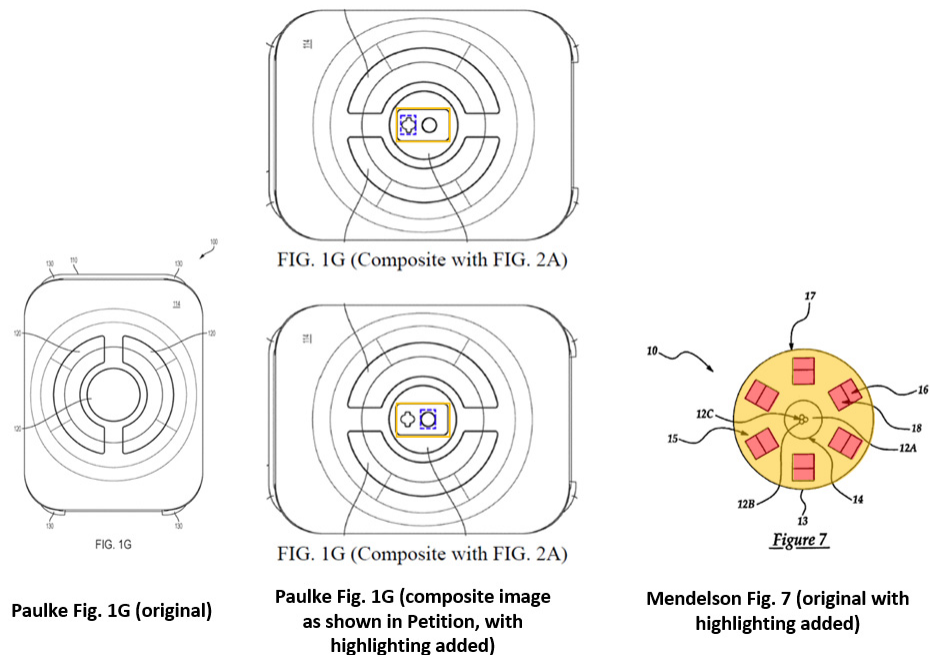 114
FIG. 1G (Composite with FIG. 2A)
100
130
110
130
114
120
120
120
130
130
FIG. 1G
FIG. 1G (Composite with FIG. 2A)
17
10
16
12C
18
15
12A
12B
14
13
Figure 7
Paulke Fig. 1G (original)
Paulke Fig. 1G (composite image
as shown in Petition, with
highlighting added)
Mendelson Fig. 7 (original with
highlighting added)